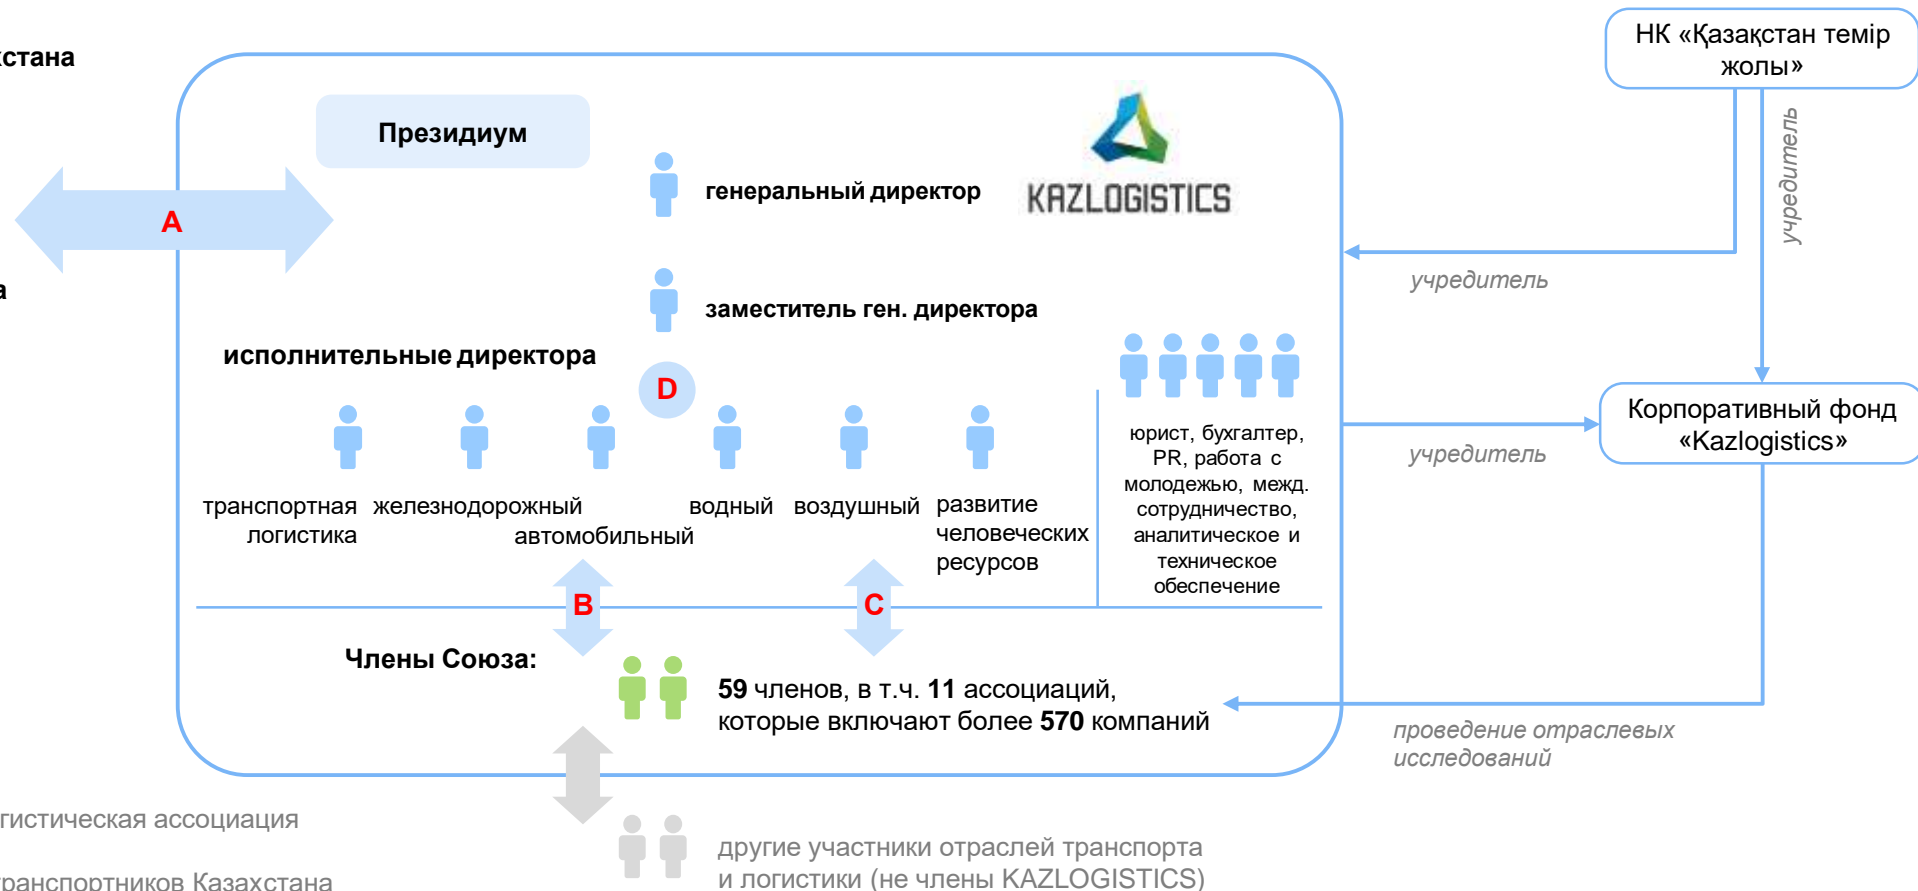 НК «Қазақстан темір
жолы»
Президиум
KAZLOGISTICS
генеральный директор
A
учредитель
учредитель
заместитель ген. директора
исполнительные директора
D
Корпоративный фонд
«Kazlogistics»
юрист, бухгалтер,
PR, работа с
молодежью, межд.
сотрудничество,
аналитическое и
техническое
обеспечение
учредитель
транспортная
логистика
железнодорожный
автомобильный
водный
воздушный
развитие
человеческих
ресурсов
B
C
Члены Союза:
59 членов, в т.ч. 11 ассоциаций,
которые включают более 570 компаний
проведение отраслевых
исследований
ассоциация
Казахстана
другие участники отраслей транспорта
и логистики (не члены KAZLOGISTICS)